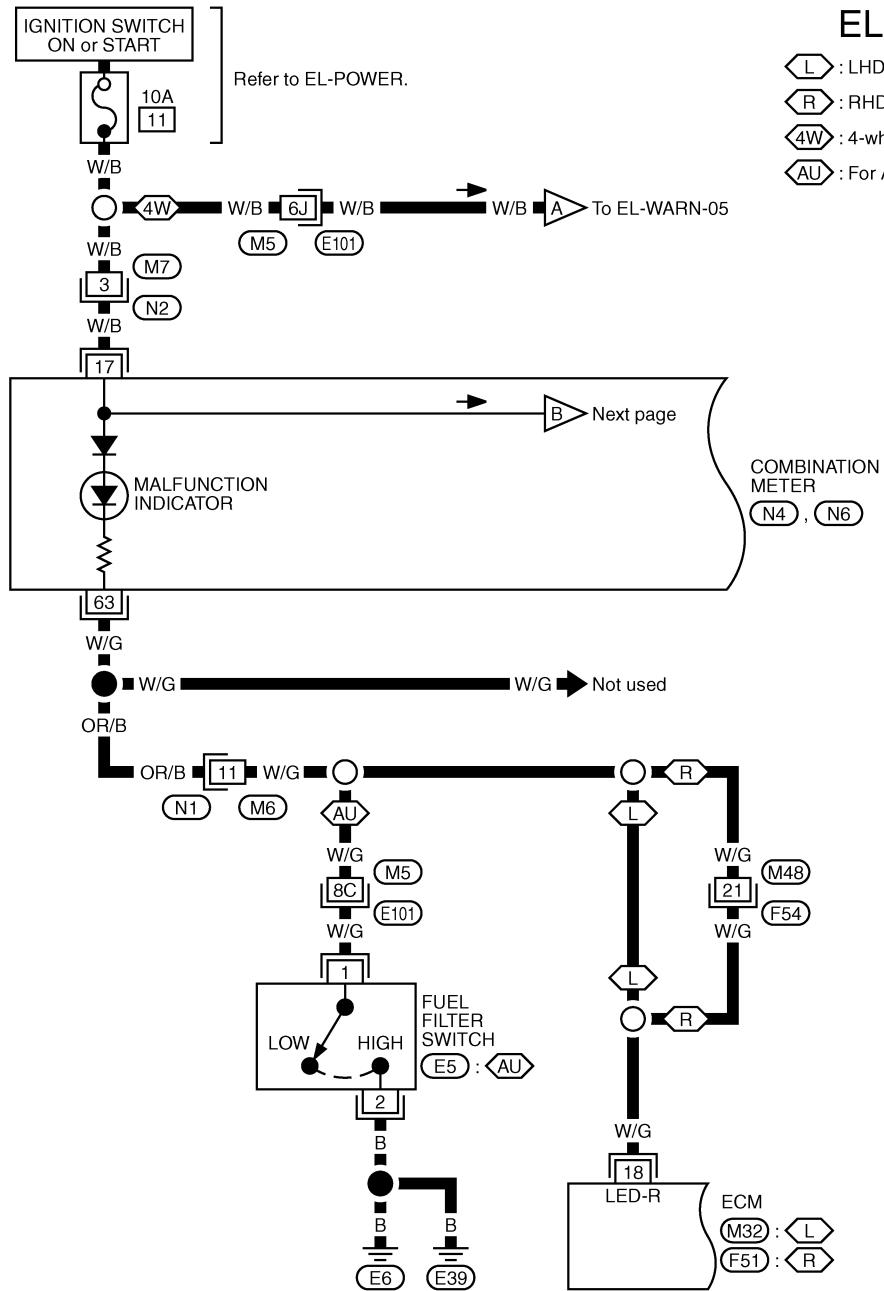 EL
IGNITION SWITCH
ON or START
10A
11
Refer to EL-POWER.
L : LHD
R : RHD
4W : 4-wh
AU : For A
W/B
4W
W/B
6J
W/B
W/B
A
To EL-WARN-05
M5
E101
W/B
M7
3
N2
W/B
17
B
Next page
MALFUNCTION
INDICATOR
COMBINATION
METER
N4 , N6
63
W/G
W/G
W/G
Not used
OR/B
OR/B
11
W/G
R
N1
M6
AU
L
W/G
W/G
M5
M48
8C
21
E101
F54
W/G
W/G
1
L
FUEL
FILTER
SWITCH
R
LOW
HIGH
E5 : AU
2
B
W/G
18
LED-R
B
B
ECM
M32 : L
F51 : R
E6
E39